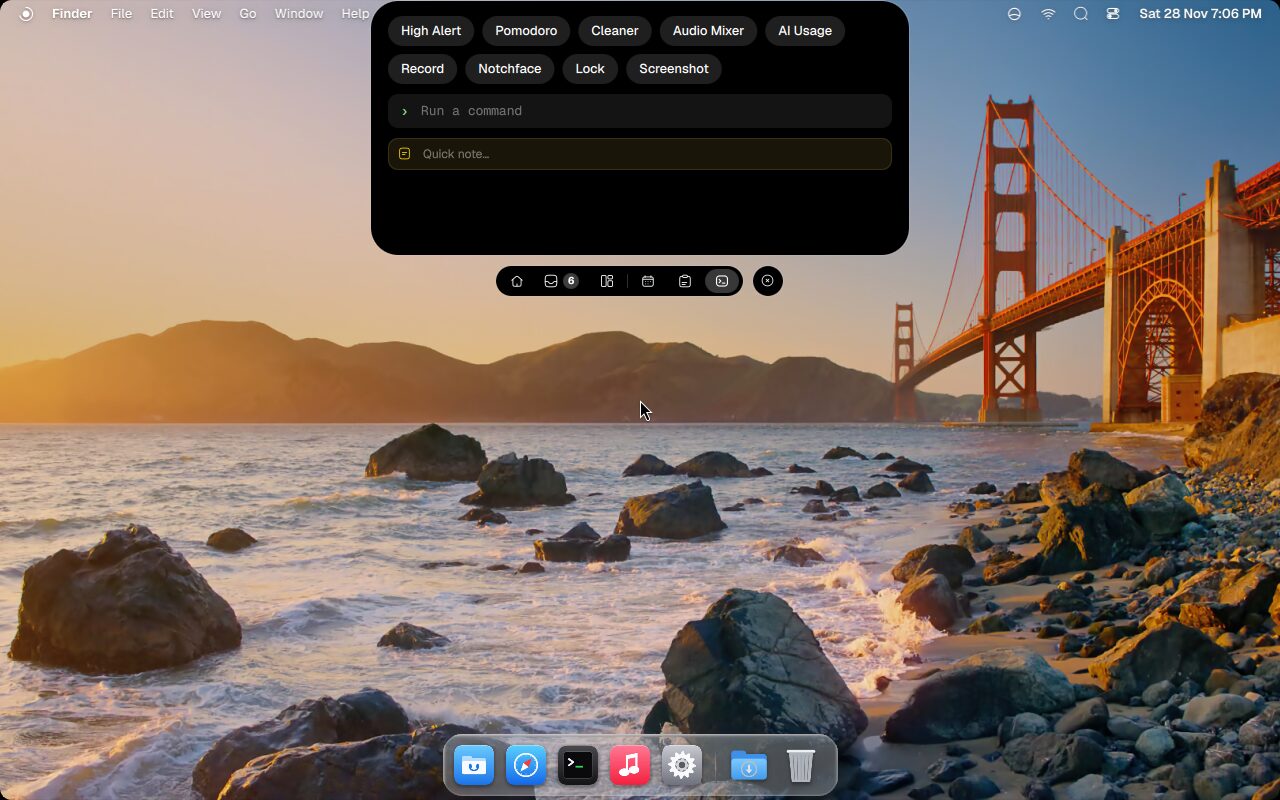 Finder File Edit View Go Window Help
Sat 28 Nov 7:06 PM
High Alert Pomodoro Cleaner Audio Mixer AI Usage
Record Notchface Lock Screenshot
› Run a command
Quick note…
6